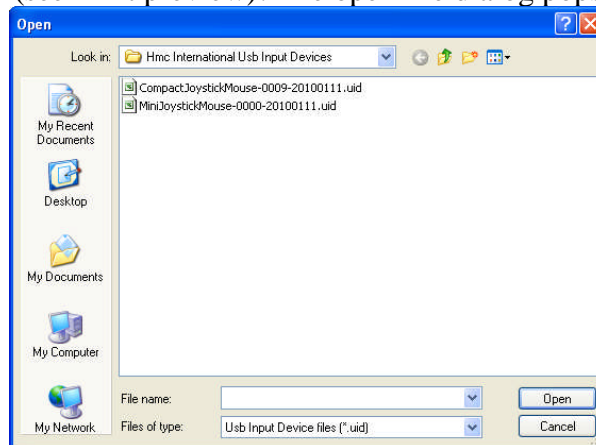 Open
Look in:
Hmc International Usb Input Devices
CompactJoystickMouse-0009-20100111.uid
MiniJoystickMouse-0000-20100111.uid
My Recent
Documents
Desktop
My Documents
My Computer
My Network
File name:
Open
Files of type:
Usb Input Device files (*.uid)
Cancel